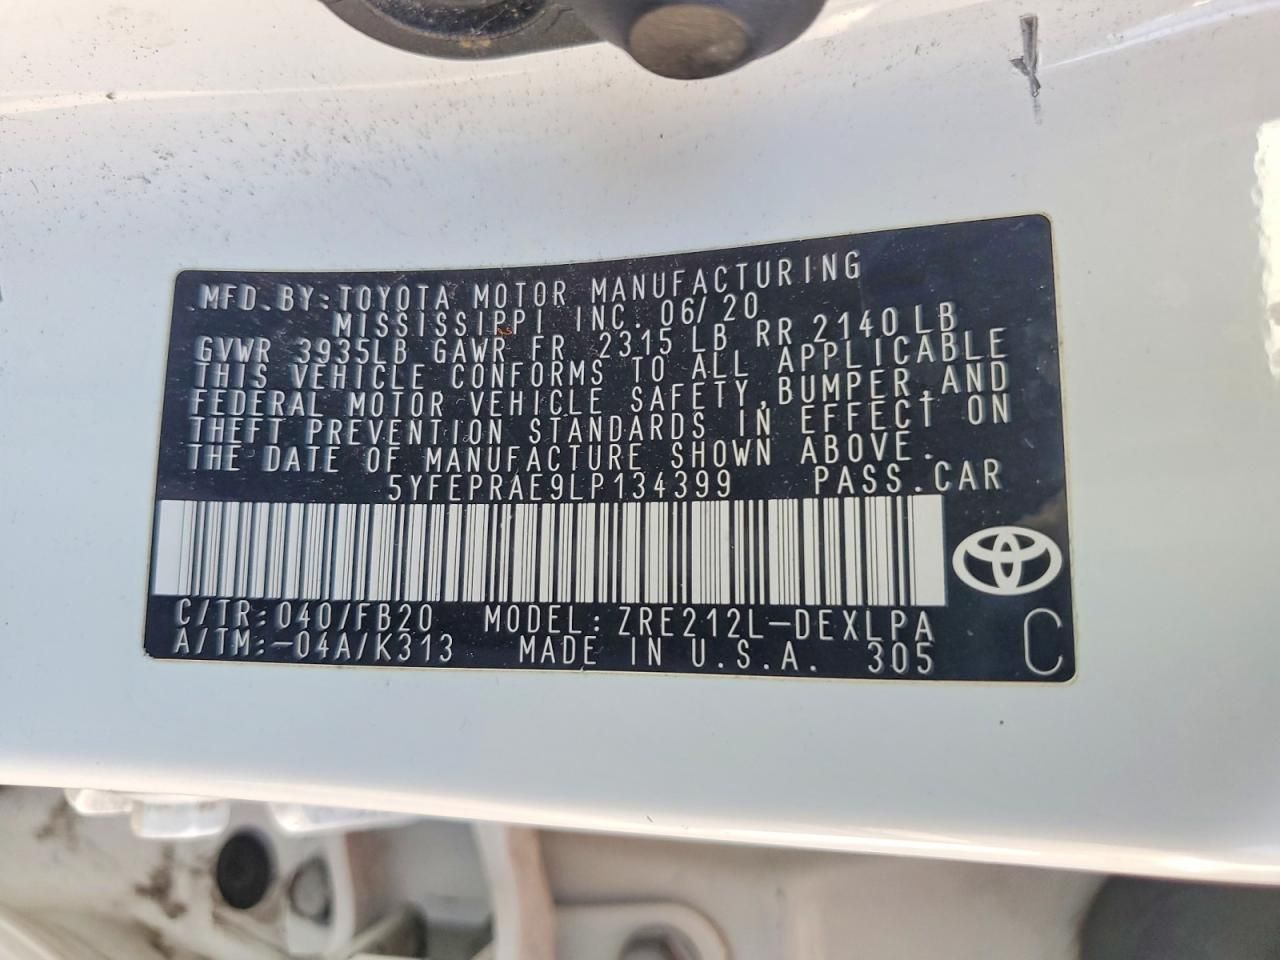 MFD. BY: TOYOTA MOTOR MANUFACTURING
MISSISSIPPI INC. 06/20
GVWR 3935LB GAWR FR 2315 LB RR 2140 LB
THIS VEHICLE CONFORMS TO ALL APPLICABLE
FEDERAL MOTOR VEHICLE SAFETY, BUMPER, AND
THEFT PREVENTION STANDARDS IN EFFECT ON
THE DATE OF MANUFACTURE SHOWN ABOVE.
5YFEPRAE9LP134399 PASS. CAR
C/TR: 040/FB20 MODEL: ZRE212L-DEXLPA
A/TM: -04A/K313 MADE IN U.S.A. 305 C